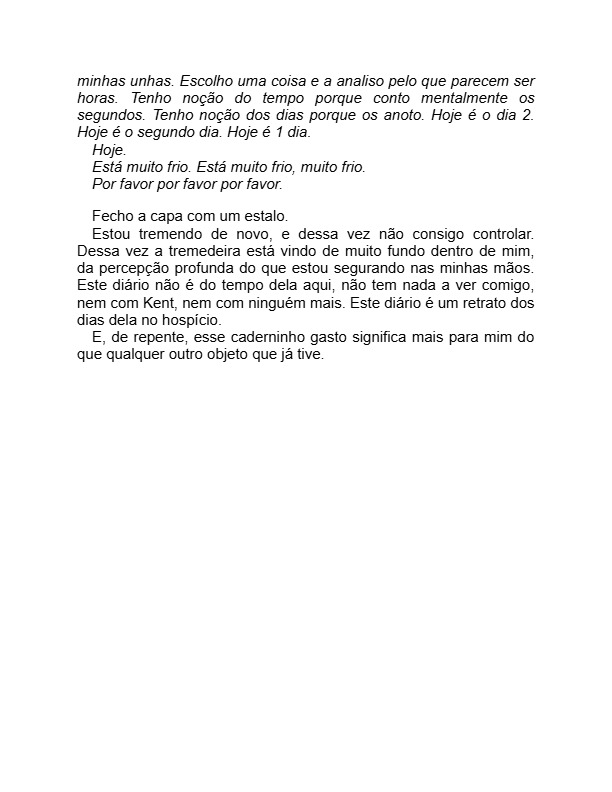 minhas unhas. Escolho uma coisa e a analiso pelo que parecem ser
horas. Tenho noção do tempo porque conto mentalmente os
segundos. Tenho noção dos dias porque os anoto. Hoje é o dia 2.
Hoje é o segundo dia. Hoje é 1 dia.
Hoje.
Está muito frio. Está muito frio, muito frio.
Por favor por favor por favor.
Fecho a capa com um estalo.
Estou tremendo de novo, e dessa vez não consigo controlar.
Dessa vez a tremedeira está vindo de muito fundo dentro de mim,
da percepção profunda do que estou segurando nas minhas mãos.
Este diário não é do tempo dela aqui, não tem nada a ver comigo,
nem com Kent, nem com ninguém mais. Este diário é um retrato dos
dias dela no hospício.
E, de repente, esse caderninho gasto significa mais para mim do
que qualquer outro objeto que já tive.